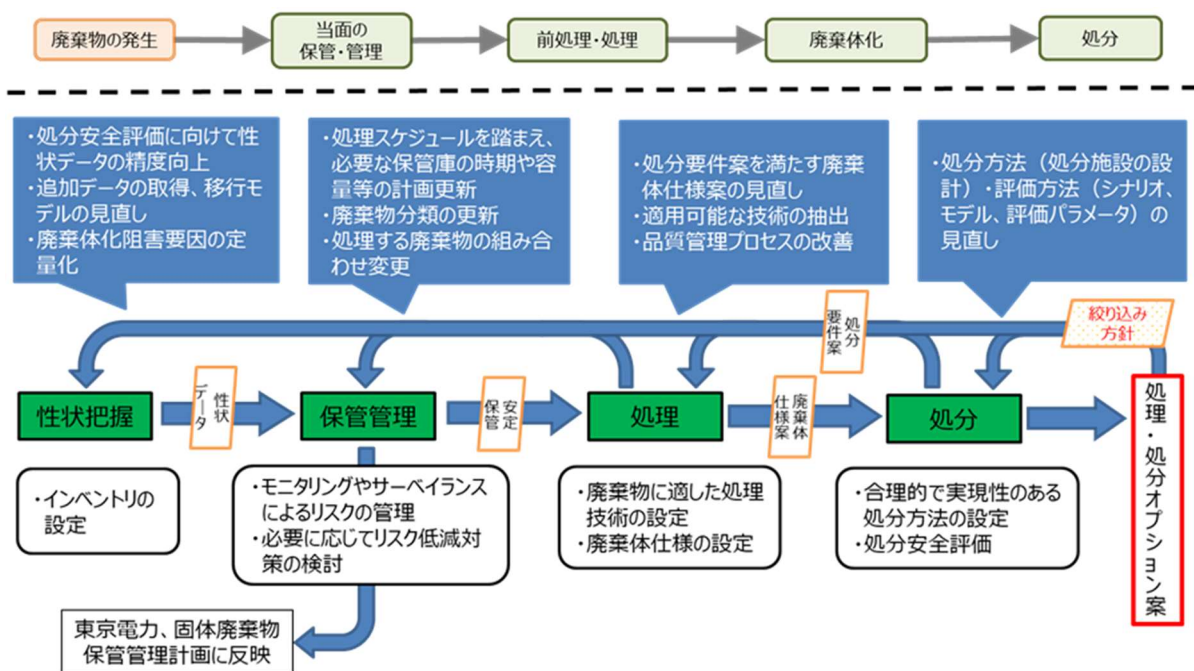 廃棄物の発生
当面の
保管・管理
前処理・処理
廃棄体化
処分
・処分安全評価に向けて性
状データの精度向上
・追加データの取得、移行モ
デルの見直し
・廃棄体化阻害要因の定
量化
・処理スケジュールを踏まえ、
必要な保管庫の時期や容
量等の計画更新
・廃棄物分類の更新
・処理する廃棄物の組み合
わせ変更
・処分要件案を満たす廃棄
体仕様案の見直し
・適用可能な技術の抽出
・品質管理プロセスの改善
・処分方法（処分施設の設
計）・評価方法（シナリオ、
モデル、評価パラメータ）の
見直し
処分
要件案
絞り込み
方針
性状把握
性状
データ
保管管理
安定
保管
処理
廃棄体
仕様案
処分
処理・処分オプション案
・インベントリの
設定
・モニタリングやサーベイランス
によるリスクの管理
・必要に応じてリスク低減対
策の検討
・廃棄物に適した処理
技術の設定
・廃棄体仕様の設定
・合理的で実現性のある
処分方法の設定
・処分安全評価
東京電力、固体廃棄物
保管管理計画に反映